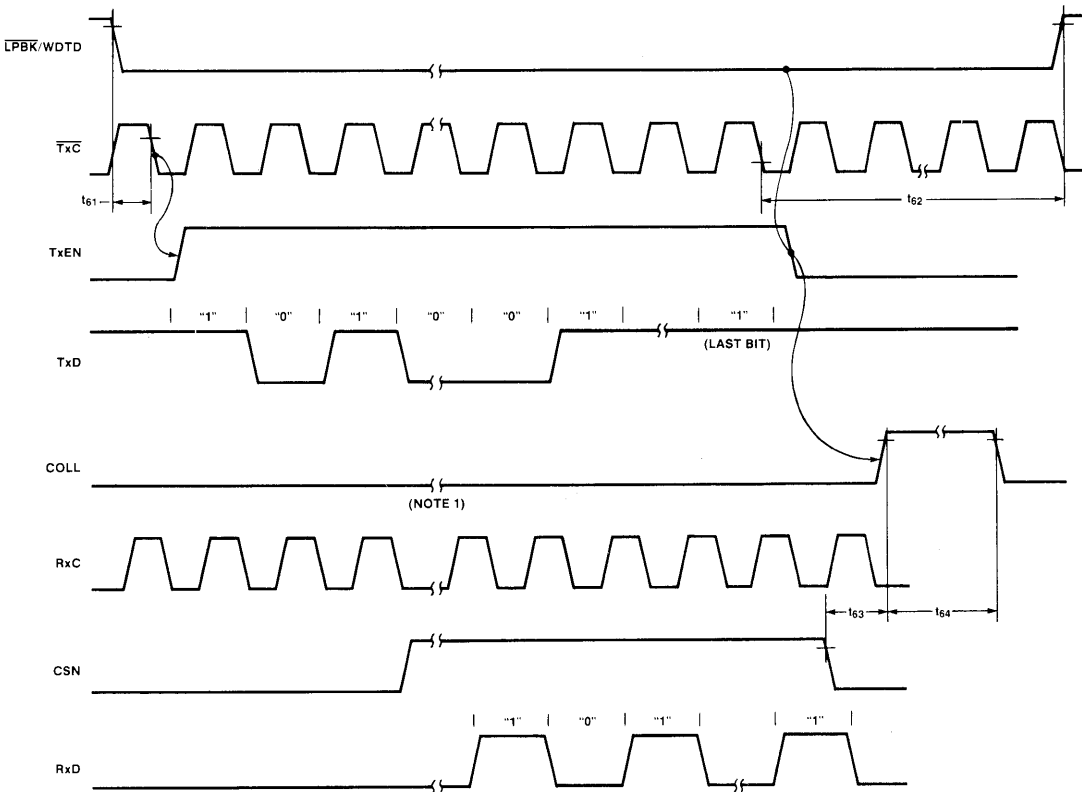 LPBK/WDTD
TxC
t61
t62
TxEN
"1" "0" "1" "0" "0" "1" "1"
(LAST BIT)
TxD
COLL
(NOTE 1)
RxC
t63 t64
CSN
"1" "0" "1" "1"
RxD